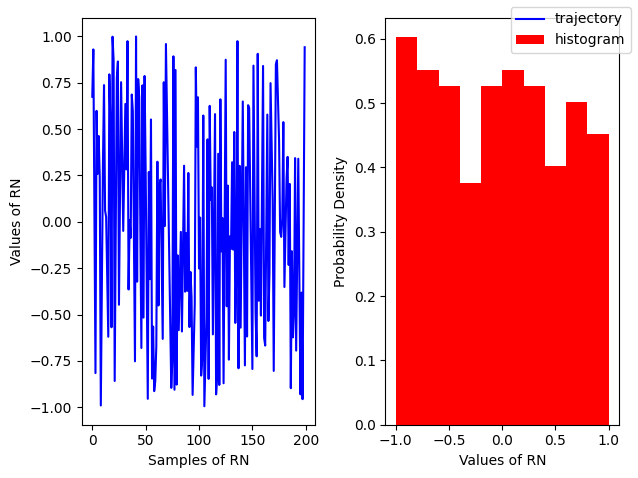 trajectory
histogram
1.00
0.75
0.50
0.25
0.00
−0.25
−0.50
−0.75
−1.00
Values of RN
0 50 100 150 200
Samples of RN
0.6
0.5
0.4
0.3
0.2
0.1
0.0
Probability Density
−1.0 −0.5 0.0 0.5 1.0
Values of RN